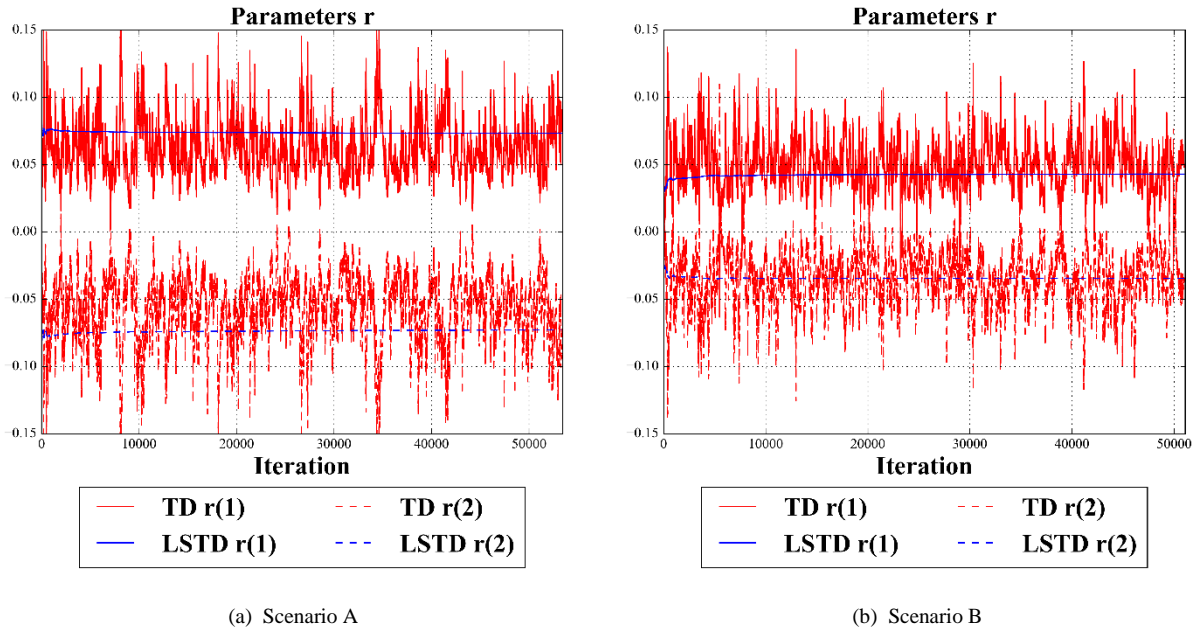 Parameters r
0.15
0.10
0.05
0.00
−0.05
−0.10
−0.15
0 10000 20000 30000 40000 50000
Iteration
TD r(1) TD r(2)
LSTD r(1) LSTD r(2)
(a) Scenario A
Parameters r
0.15
0.10
0.05
0.00
−0.05
−0.10
−0.15
0 10000 20000 30000 40000 50000
Iteration
TD r(1) TD r(2)
LSTD r(1) LSTD r(2)
(b) Scenario B